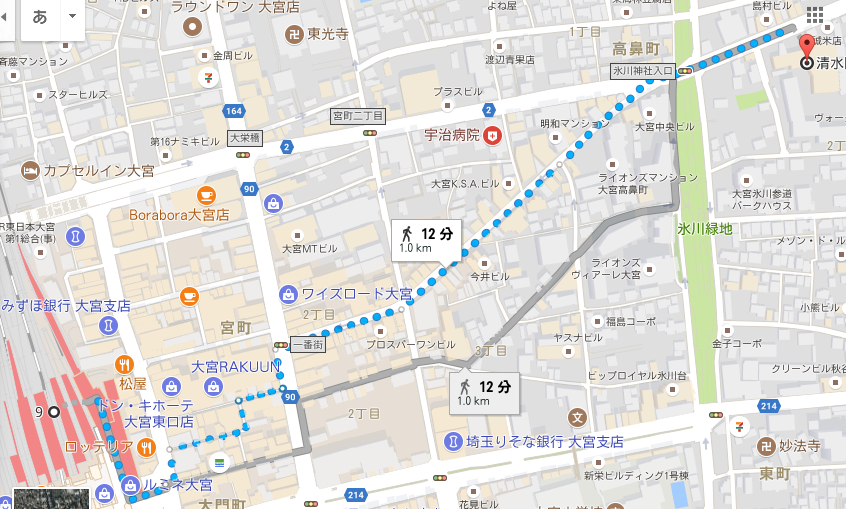 あ
ラウンドワン 大宮店
東光寺
よね屋
島村ビル
1丁目
高鼻町
城米店
清水
斉藤マンション
金周ビル
渡辺青果店
氷川神社入口
スターヒルズ
プラスビル
164
宮町二丁目
2
大栄橋
宇治病院
明和マンション
大宮中央ビル
ヴォー
第16ナミキビル
2
2丁目
カプセルイン大宮
90
大宮K.S.A.ビル
ライオンズマンション
大宮高鼻町
大宮氷川参道
パークハウス
Borabora大宮店
R東日本大宮
第1総合(事)
12 分
1.0 km
氷川緑地
メゾン・ド・ル
大宮MTビル
今井ビル
ライオンズ
ヴィアーレ大宮
みずほ銀行 大宮支店
ワイズロード大宮
宮町
2丁目
小熊ビル
福島コーポ
一番街
プロスパーワンビル
3丁目
ヤスナビル
金子コーポ
大宮RAKUUN
松屋
12 分
1.0 km
ビップロイヤル氷川台
クリーンビル秋谷
90
9
ドン・キホーテ
大宮東口店
2丁目
214
ロッテリア
埼玉りそな銀行 大宮支店
妙法寺
東町
ルミネ大宮
新栄ビルディング1号棟
214
大門町
花見ビル